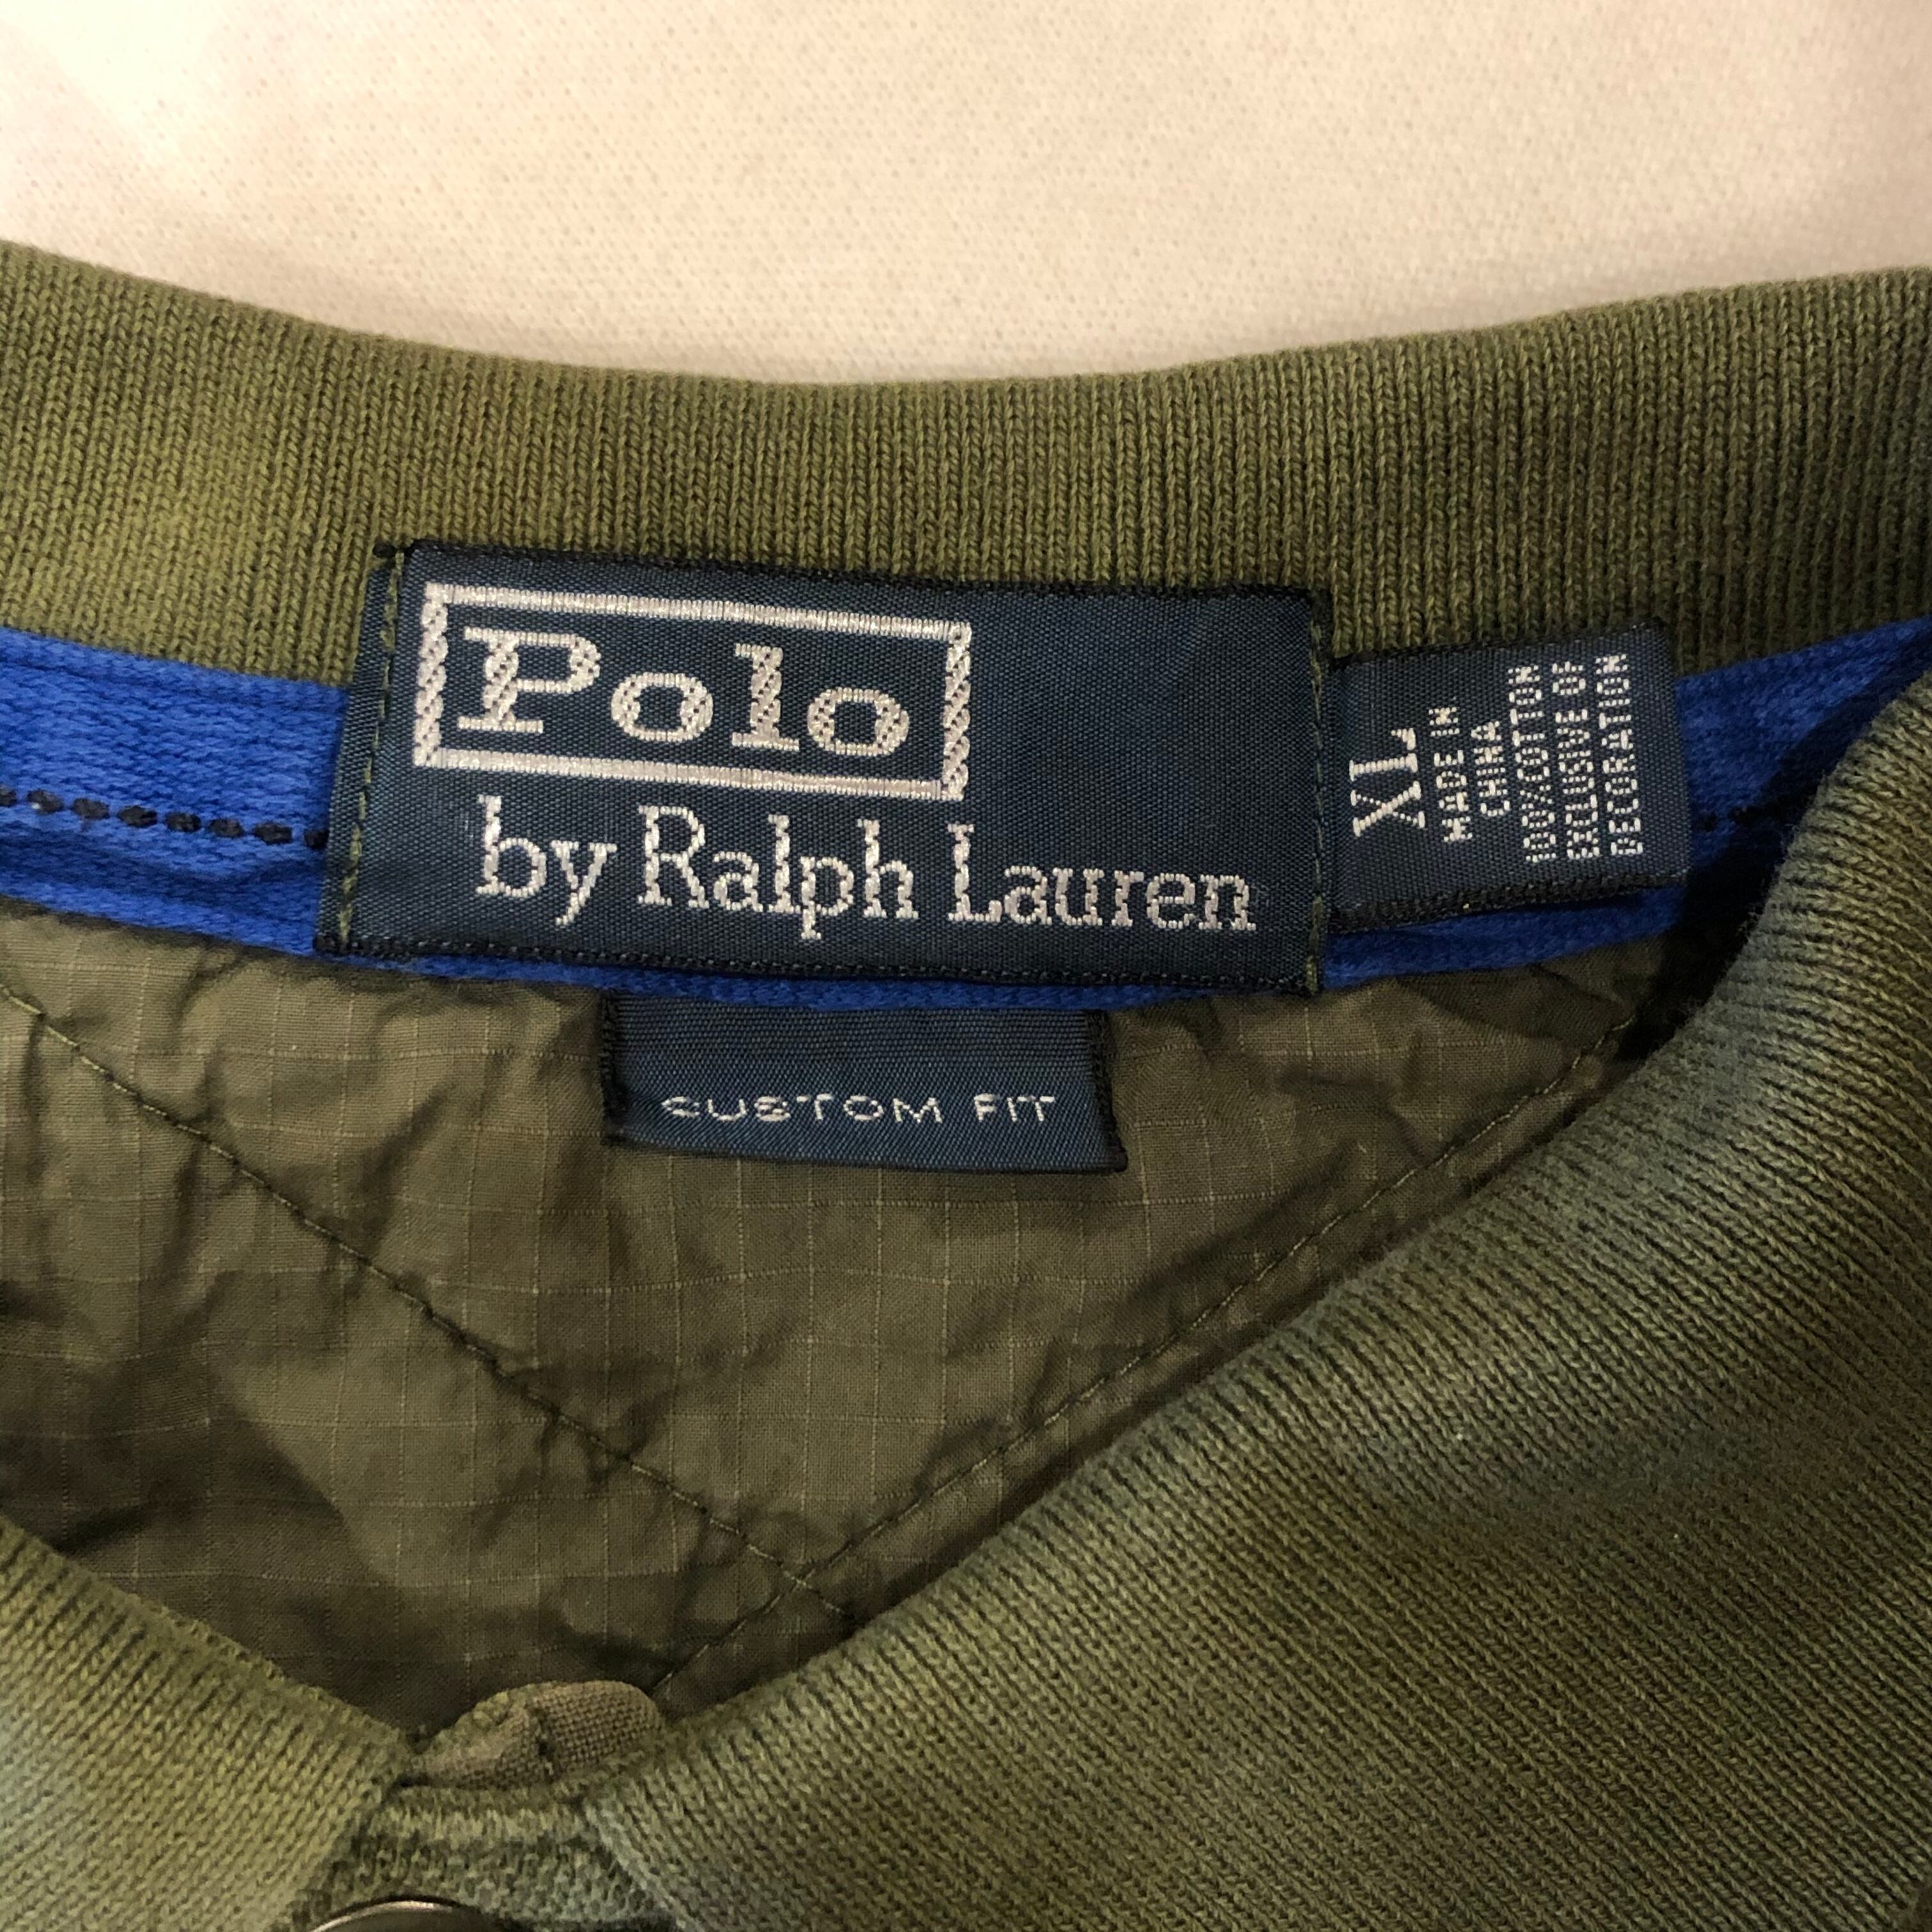 Polo
by Ralph Lauren
XL
MADE IN
CHINA
100%COTTON
EXCLUSIVE OF
DECORATION
CUSTOM FIT